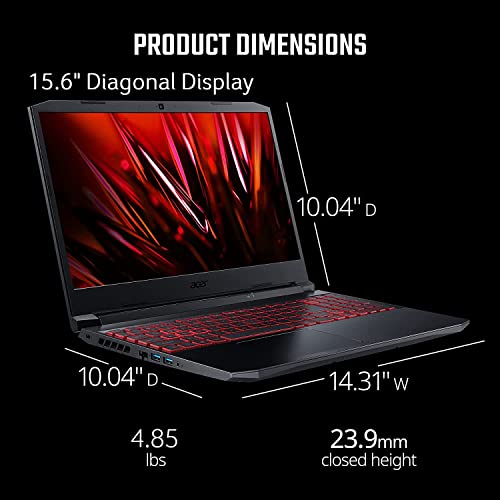 PRODUCT DIMENSIONS
15.6" Diagonal Display
10.04" D
acer
10.04" D
14.31" W
4.85
lbs
23.9mm
closed height